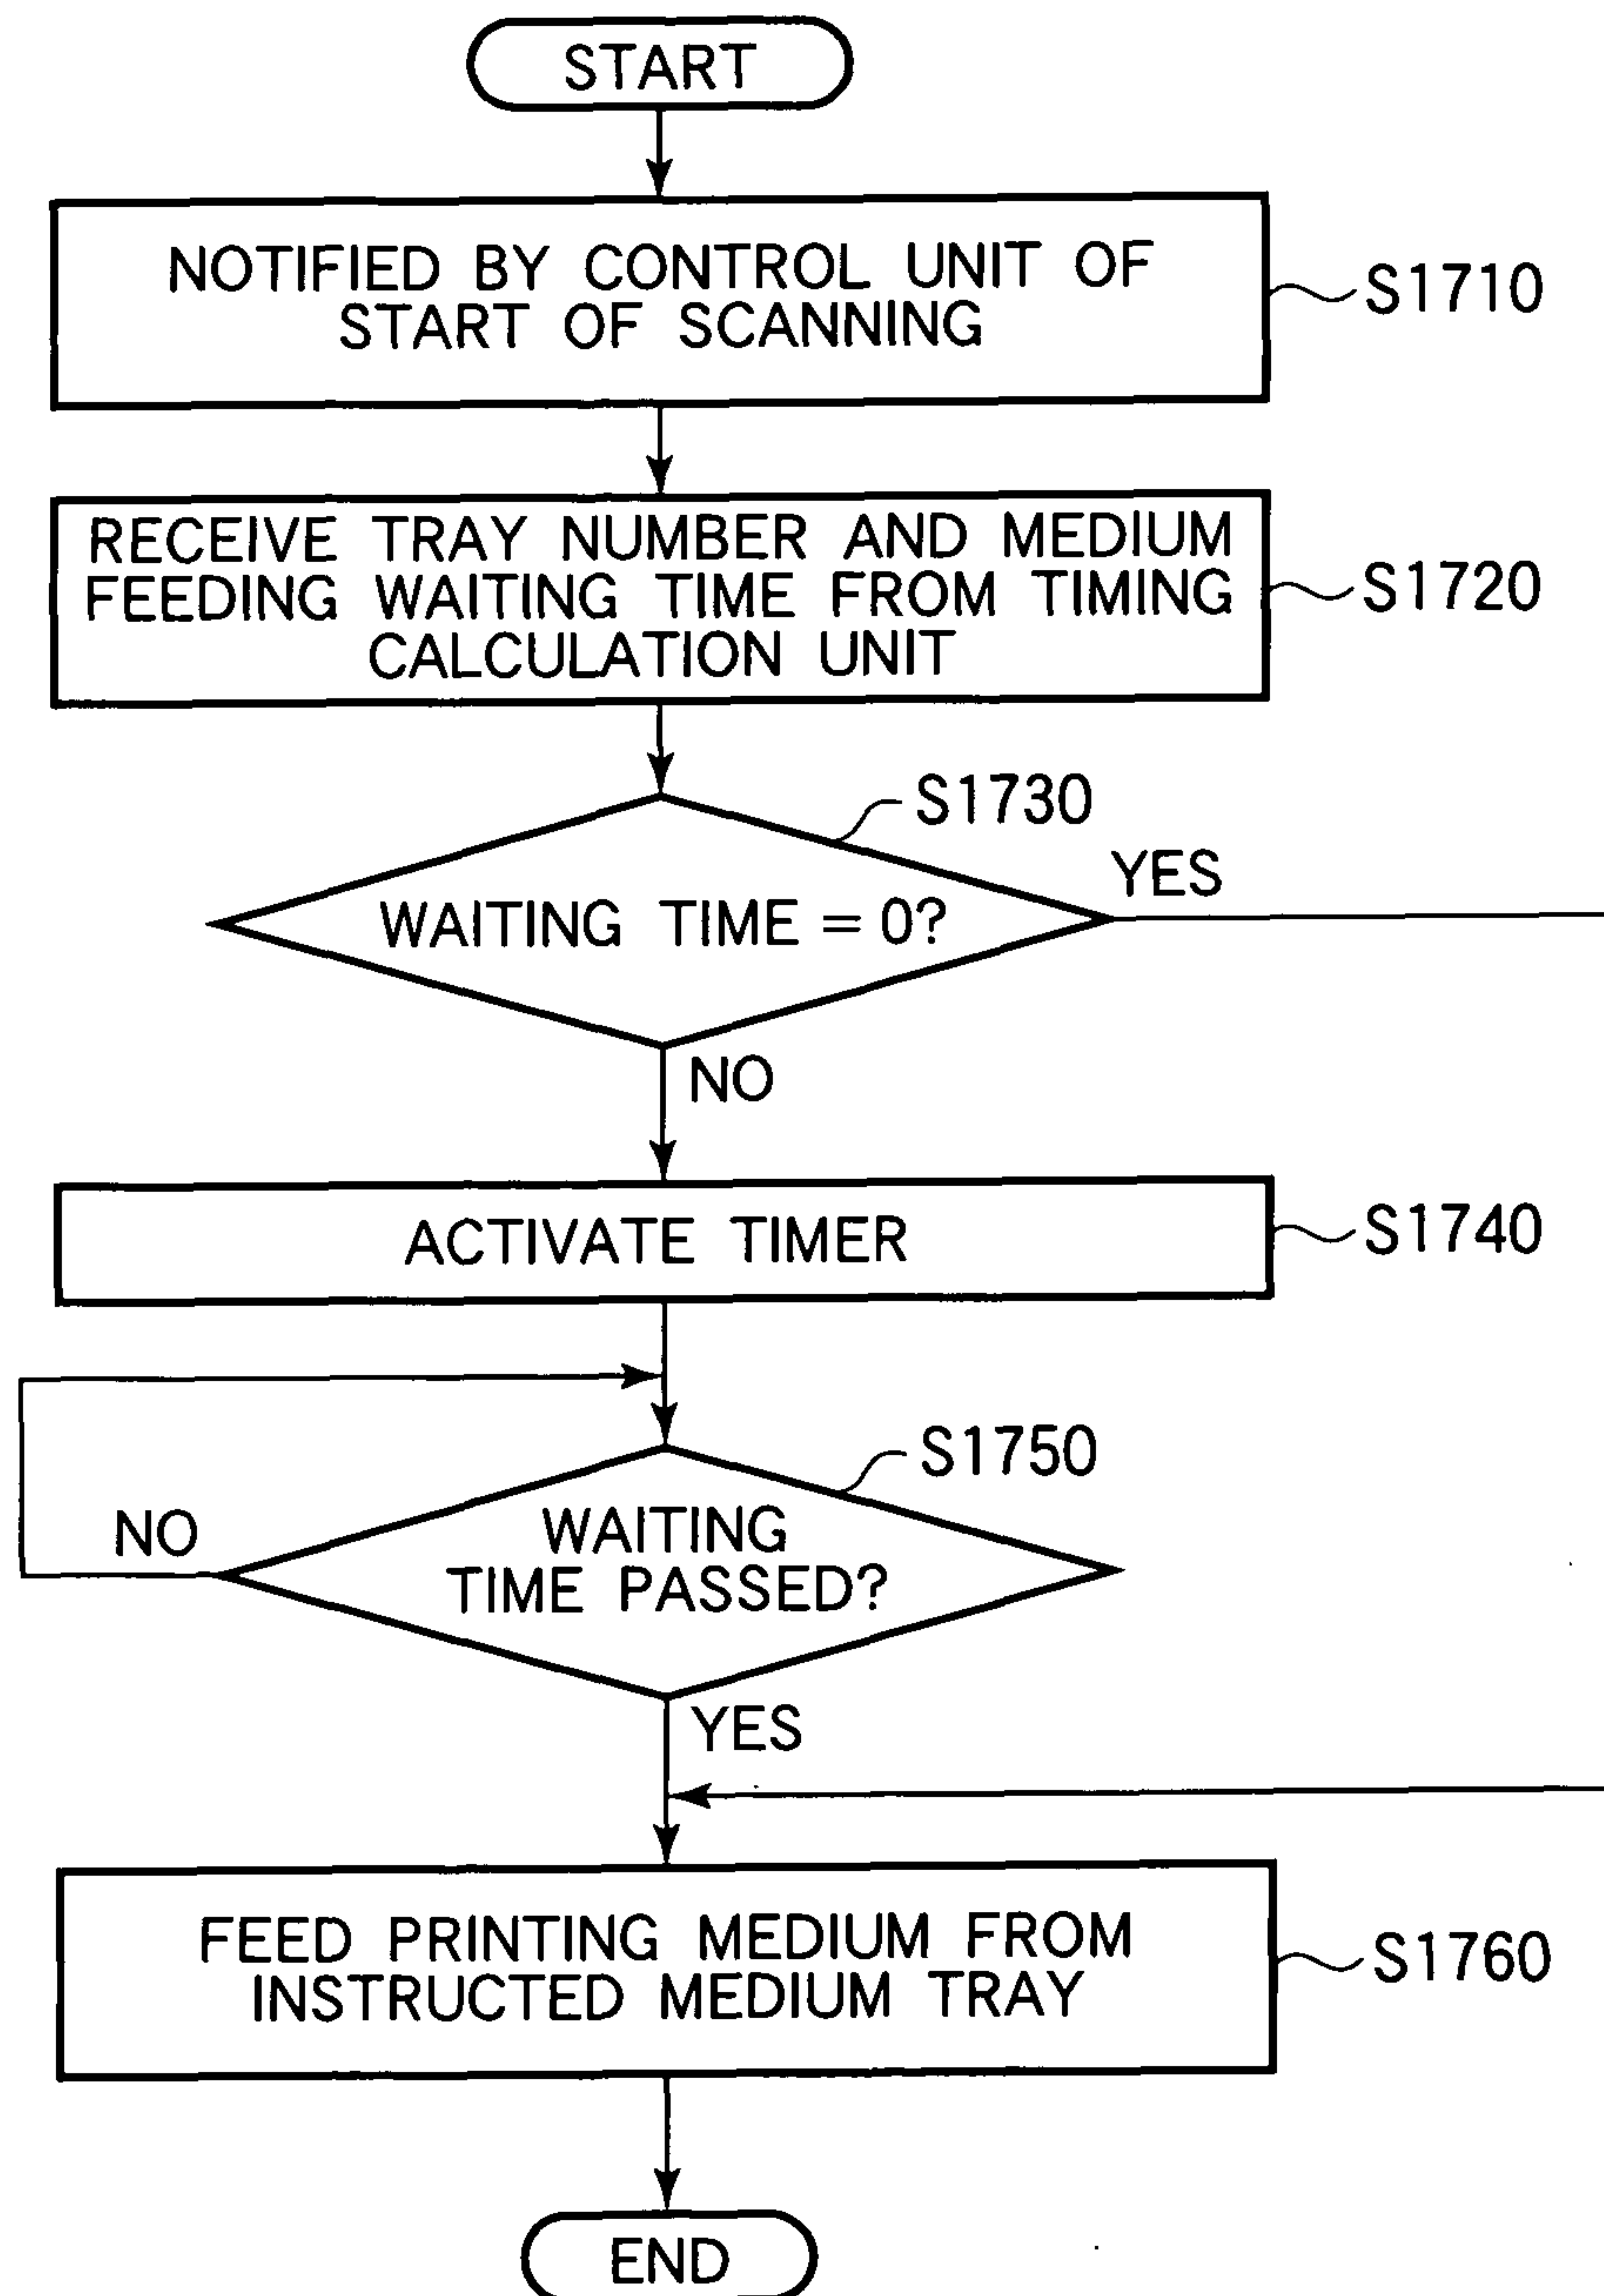 START
NOTIFIED BY CONTROL UNIT OF
START OF SCANNING
S1710
RECEIVE TRAY NUMBER AND MEDIUM
FEEDING WAITING TIME FROM TIMING
CALCULATION UNIT
S1720
S1730
WAITING TIME = 0?
YES
NO
ACTIVATE TIMER
S1740
S1750
WAITING
TIME PASSED?
NO
YES
FEED PRINTING MEDIUM FROM
INSTRUCTED MEDIUM TRAY
S1760
END